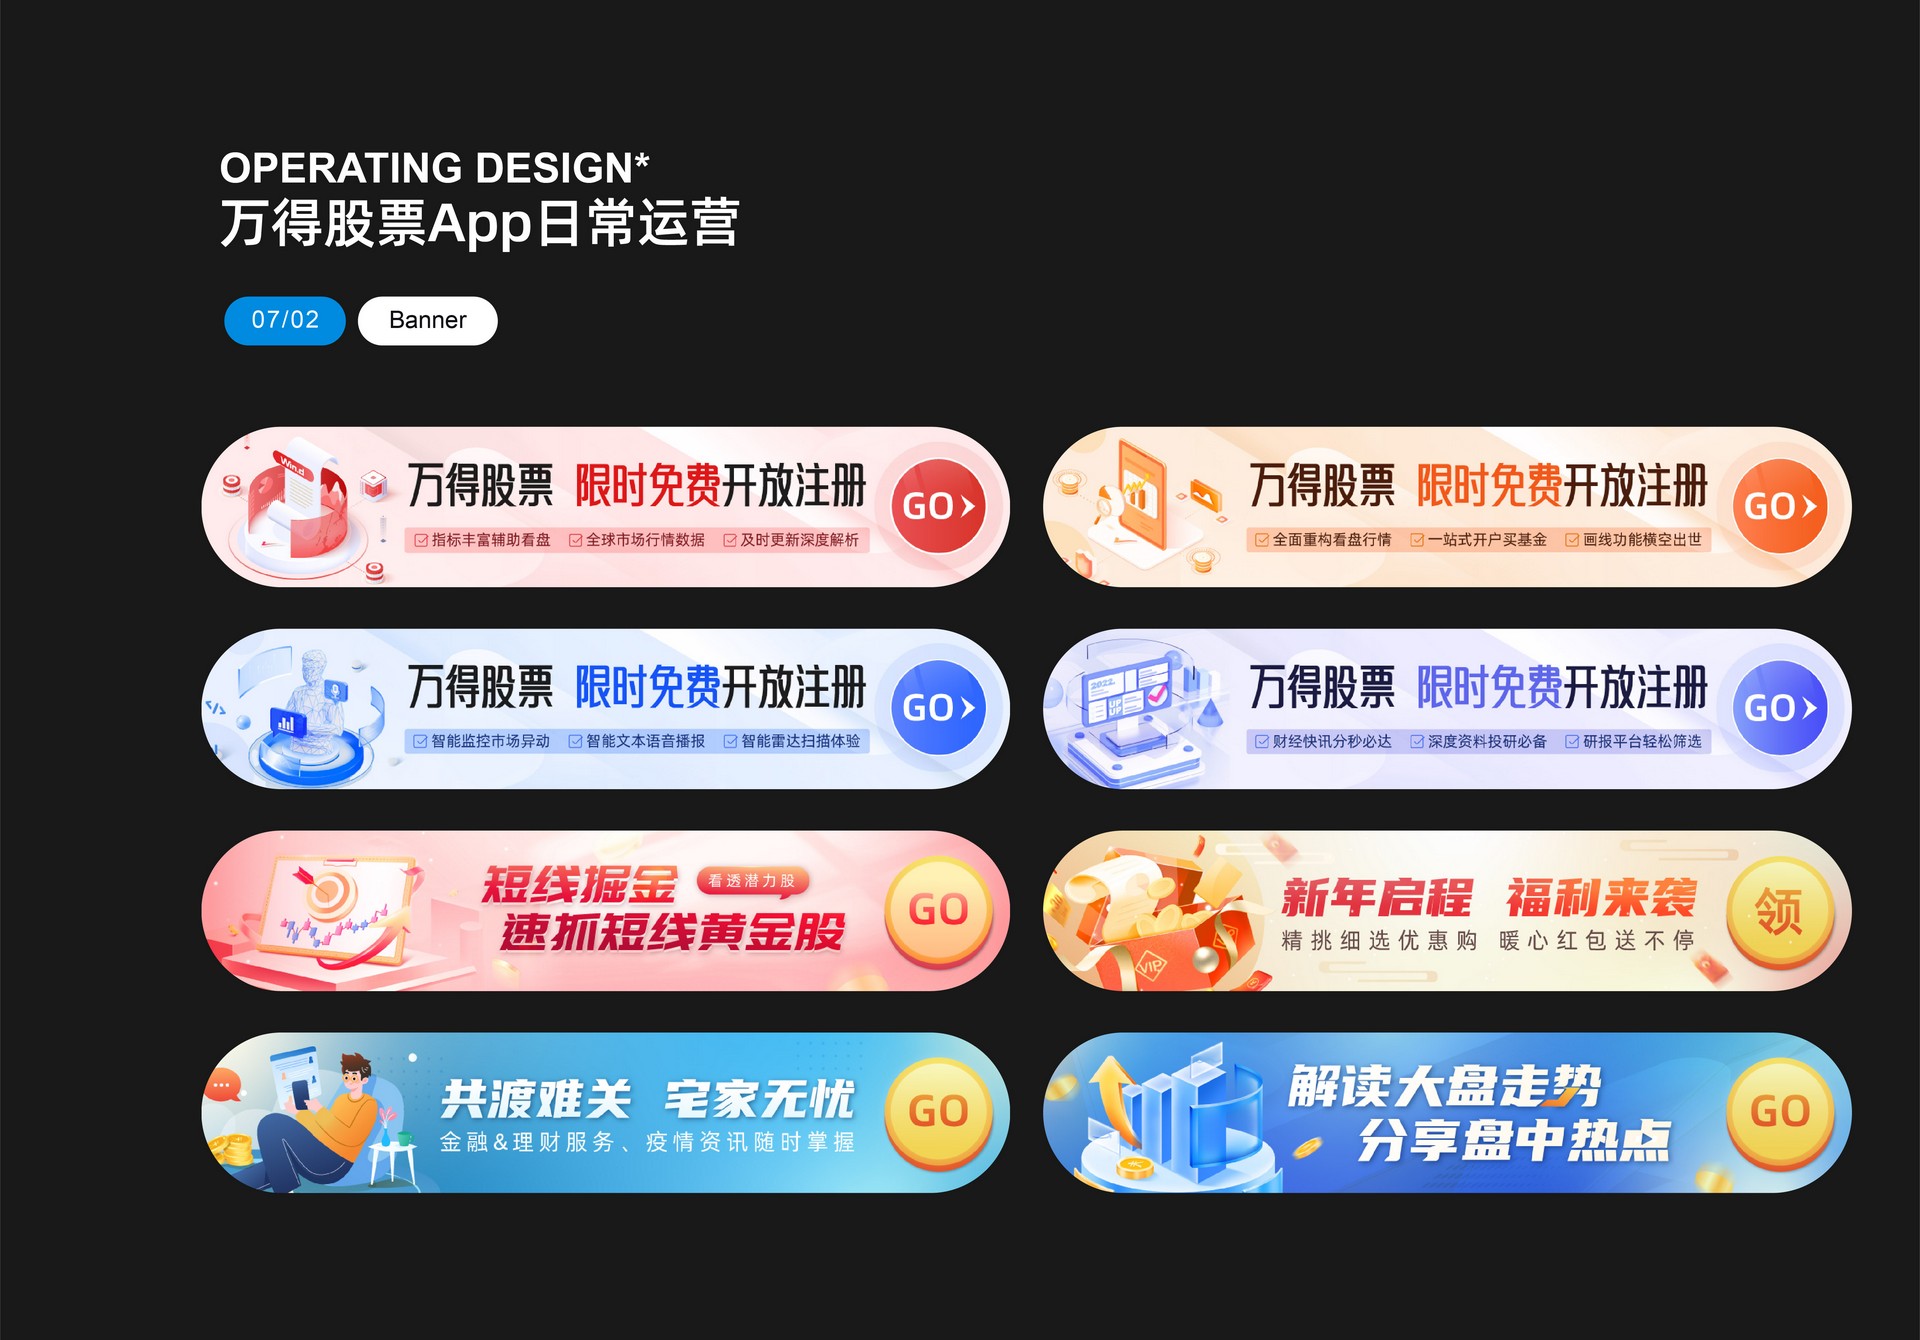 OPERATING DESIGN*
万得股票App日常运营
07/02 Banner
Win.d
万得股票 限时免费开放注册
指标丰富辅助看盘 全球市场行情数据 及时更新深度解析
GO
万得股票 限时免费开放注册
全面重构看盘行情 一站式开户买基金 画线功能横空出世
GO
</>
万得股票 限时免费开放注册
智能监控市场异动 智能文本语音播报 智能雷达扫描体验
GO
2022
UP
UP
万得股票 限时免费开放注册
财经快讯分秒必达 深度资料投研必备 研报平台轻松筛选
GO
短线掘金 看透潜力股
速抓短线黄金股
GO
VIP
新年启程 福利来袭
精挑细选优惠购 暖心红包送不停
领
共渡难关 宅家无忧
金融&理财服务、疫情资讯随时掌握
GO
解读大盘走势
分享盘中热点
GO